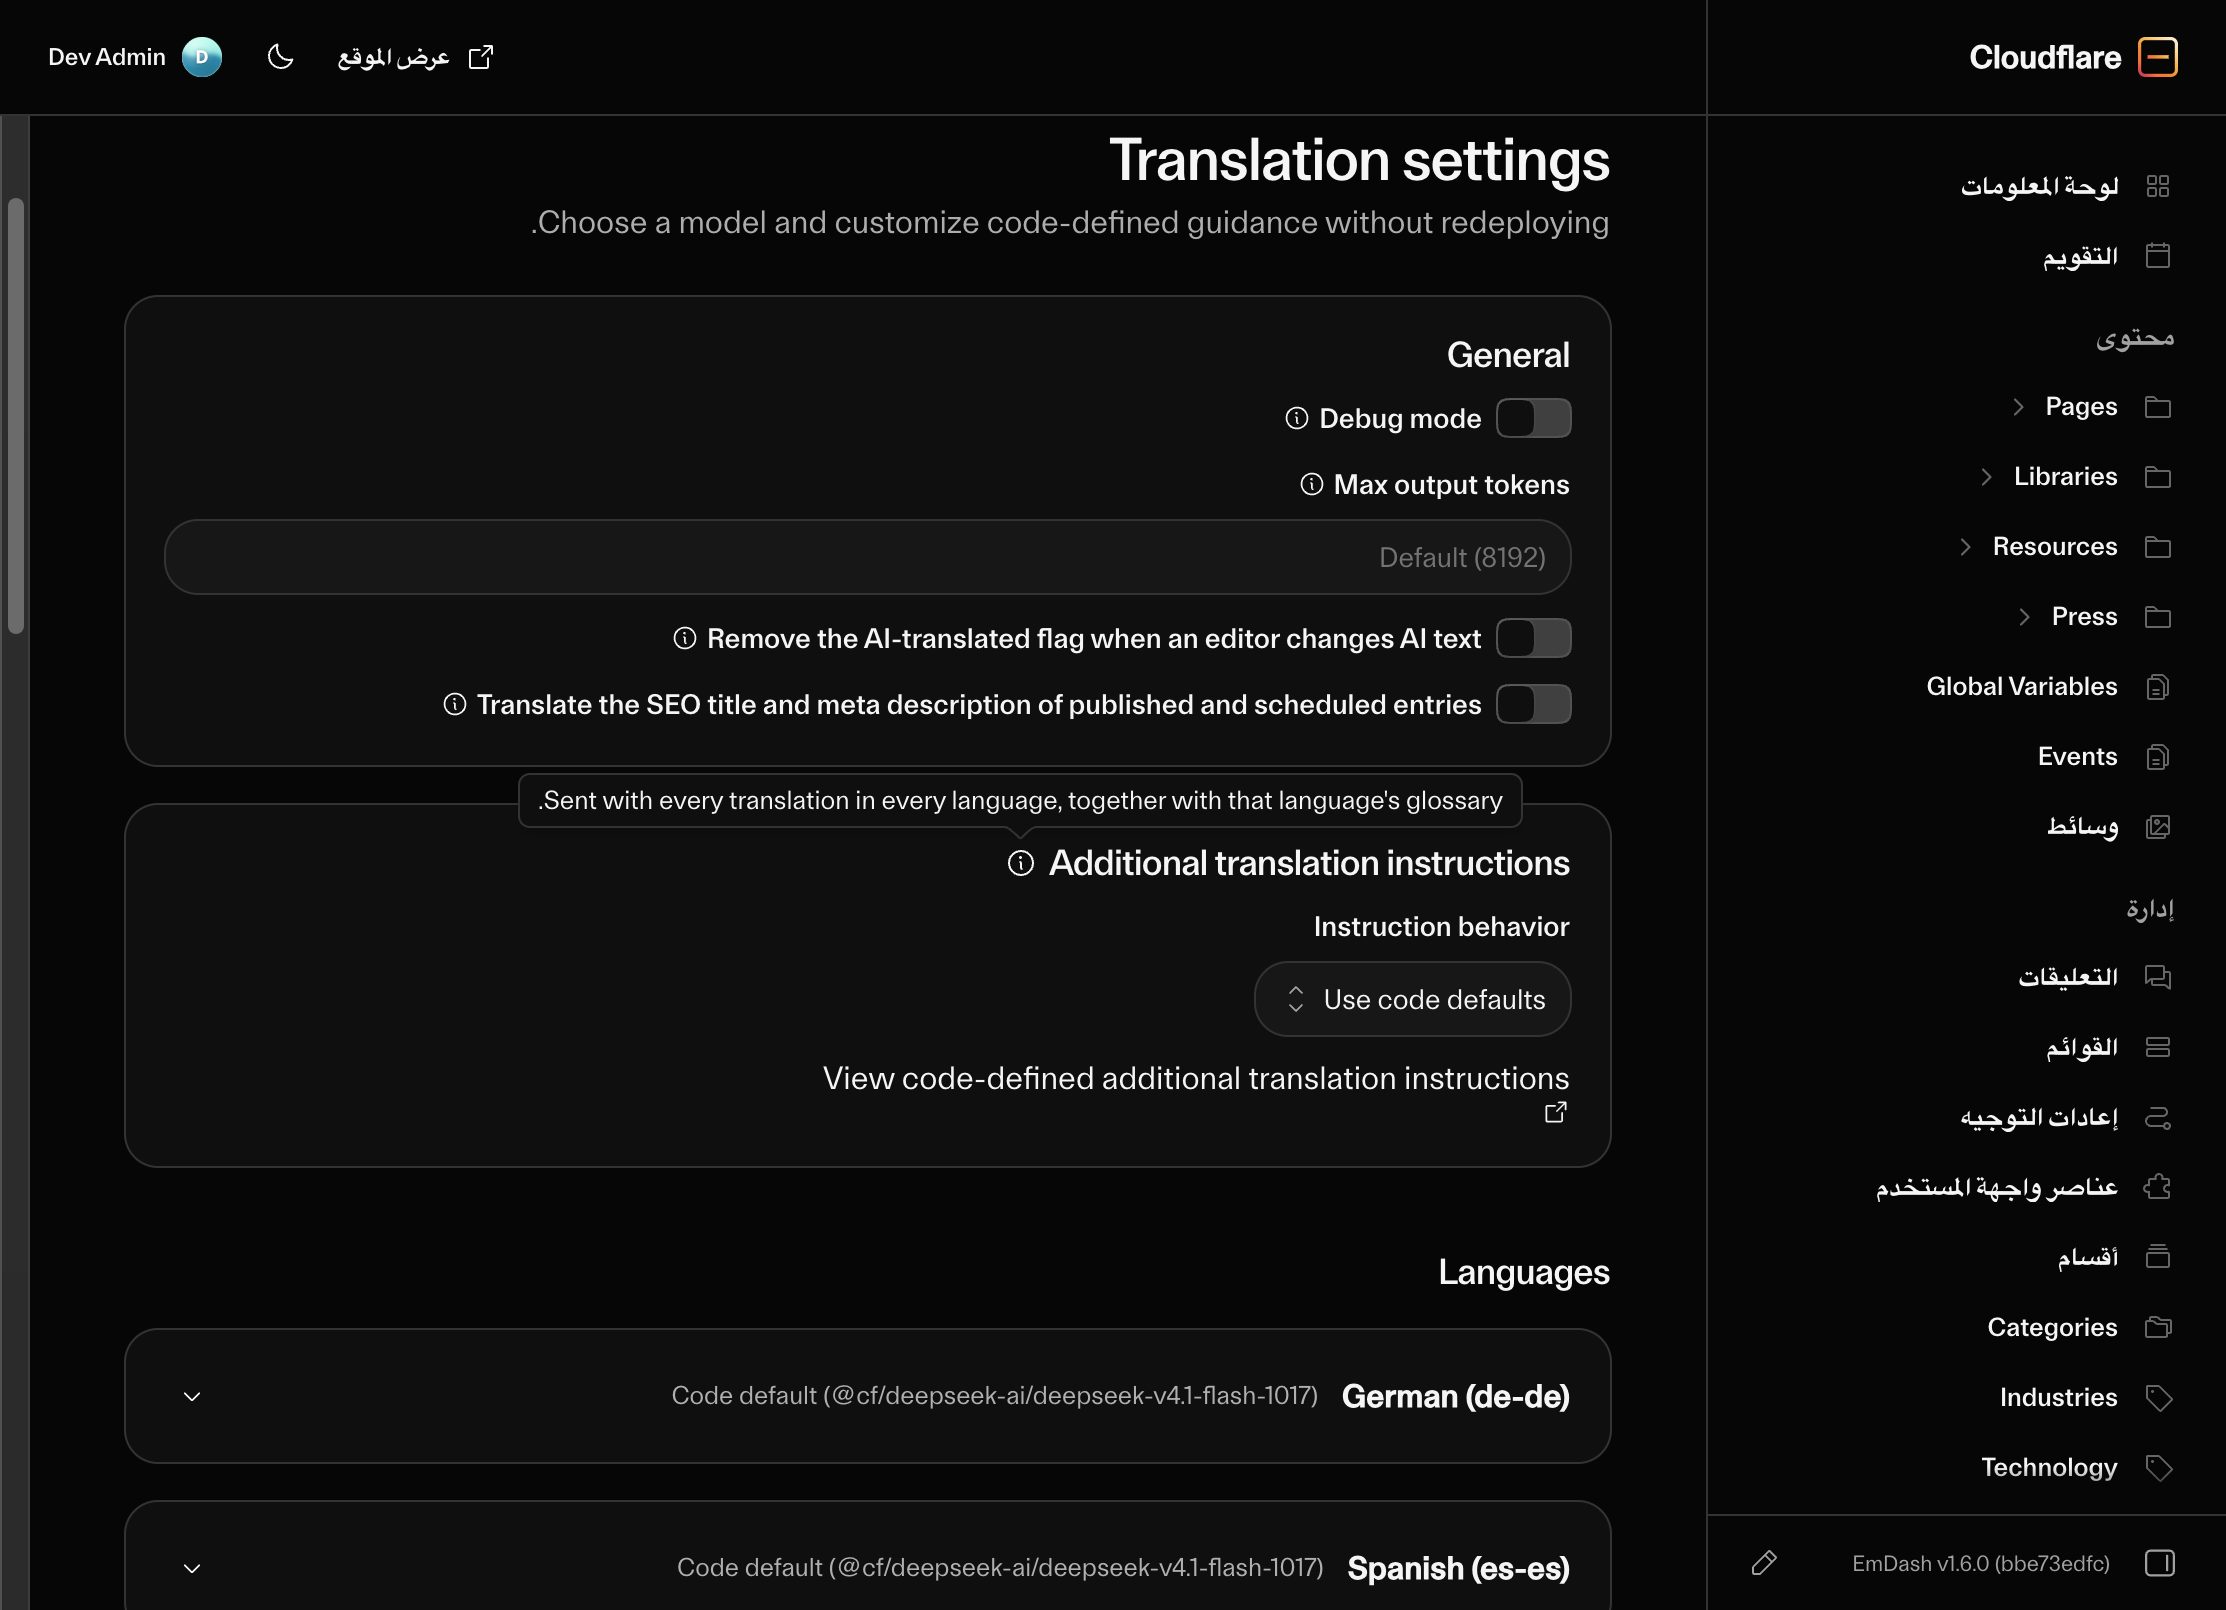 Cloudflare
عرض الموقع
Dev Admin
D
لوحة المعلومات
التقويم
محتوى
Pages
Libraries
Resources
Press
Global Variables
Events
وسائط
إدارة
التعليقات
القوائم
إعادات التوجيه
عناصر واجهة المستخدم
أقسام
Categories
Industries
Technology
EmDash v1.6.0 (bbe73edfc)
Translation settings
.Choose a model and customize code-defined guidance without redeploying
General
Debug mode
Max output tokens
Default (8192)
Remove the AI-translated flag when an editor changes AI text
Translate the SEO title and meta description of published and scheduled entries
.Sent with every translation in every language, together with that language's glossary
Additional translation instructions
Instruction behavior
Use code defaults
View code-defined additional translation instructions
Languages
German (de-de) Code default (@cf/deepseek-ai/deepseek-v4.1-flash-1017)
Spanish (es-es) Code default (@cf/deepseek-ai/deepseek-v4.1-flash-1017)